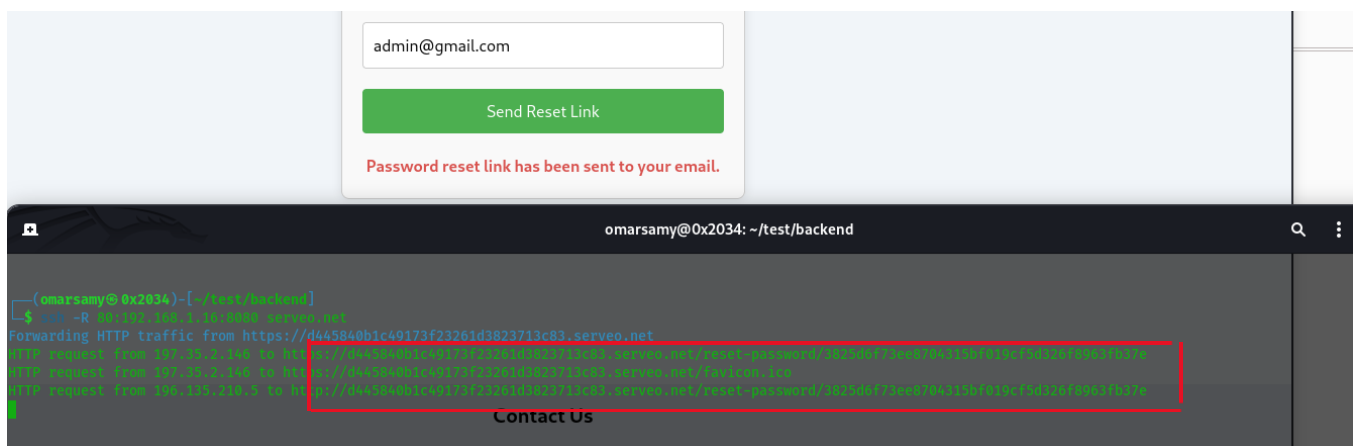 admin@gmail.com
Send Reset Link
Password reset link has been sent to your email.
omarsamy@0x2034: ~/test/backend
(omarsamy㉿0x2034)-[~/test/backend]
$ ssh -R 80:192.168.1.16:8080 serveo.net
Forwarding HTTP traffic from https://d445840b1c49173f23261d3823713c83.serveo.net
HTTP request from 197.35.2.146 to https://d445840b1c49173f23261d3823713c83.serveo.net/reset-password/3825d6f73ee8704315bf019cf5d326f8963fb37e
HTTP request from 197.35.2.146 to https://d445840b1c49173f23261d3823713c83.serveo.net/favicon.ico
HTTP request from 196.135.210.5 to http://d445840b1c49173f23261d3823713c83.serveo.net/reset-password/3825d6f73ee8704315bf019cf5d326f8963fb37e
Contact Us